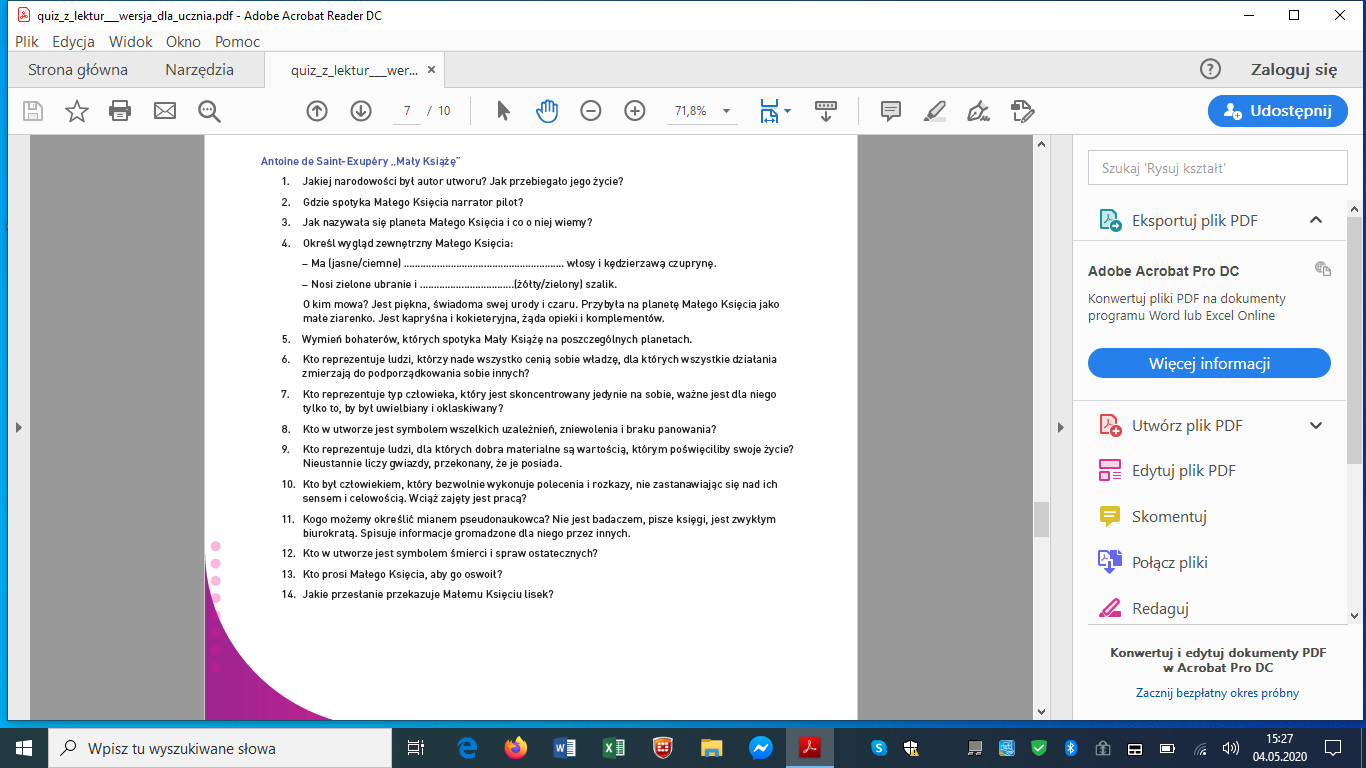 quiz_z_lektur___wersja_dla_ucznia.pdf - Adobe Acrobat Reader DC
Plik Edycja Widok Okno Pomoc
Strona główna Narzędzia quiz_z_lektur___wer... × Zaloguj się
7 / 10 71,8% Udostępnij
Antoine de Saint-Exupéry „Mały Książę”
1. Jakiej narodowości był autor utworu? Jak przebiegało jego życie?
2. Gdzie spotyka Małego Księcia narrator pilot?
3. Jak nazywała się planeta Małego Księcia i co o niej wiemy?
4. Określ wygląd zewnętrzny Małego Księcia:
– Ma (jasne/ciemne) .......................................................... włosy i kędzierzawą czuprynę.
– Nosi zielone ubranie i ..................................(żółty/zielony) szalik.
O kim mowa? Jest piękna, świadoma swej urody i czaru. Przybyła na planetę Małego Księcia jako
małe ziarenko. Jest kapryśna i kokieteryjna, żąda opieki i komplementów.
5. Wymień bohaterów, których spotyka Mały Książę na poszczególnych planetach.
6. Kto reprezentuje ludzi, którzy nade wszystko cenią sobie władzę, dla których wszystkie działania
zmierzają do podporządkowania sobie innych?
7. Kto reprezentuje typ człowieka, który jest skoncentrowany jedynie na sobie, ważne jest dla niego
tylko to, by był uwielbiany i oklaskiwany?
8. Kto w utworze jest symbolem wszelkich uzależnień, zniewolenia i braku panowania?
9. Kto reprezentuje ludzi, dla których dobra materialne są wartością, którym poświęciliby swoje życie?
Nieustannie liczy gwiazdy, przekonany, że je posiada.
10. Kto był człowiekiem, który bezwolnie wykonuje polecenia i rozkazy, nie zastanawiając się nad ich
sensem i celowością. Wciąż zajęty jest pracą?
11. Kogo możemy określić mianem pseudonaukowca? Nie jest badaczem, pisze księgi, jest zwykłym
biurokratą. Spisuje informacje gromadzone dla niego przez innych.
12. Kto w utworze jest symbolem śmierci i spraw ostatecznych?
13. Kto prosi Małego Księcia, aby go oswoił?
14. Jakie przesłanie przekazuje Małemu Księciu lisek?
Szukaj 'Rysuj kształt'
Eksportuj plik PDF
Adobe Acrobat Pro DC
Konwertuj pliki PDF na dokumenty
programu Word lub Excel Online
Więcej informacji
Utwórz plik PDF
Edytuj plik PDF
Skomentuj
Połącz pliki
Redaguj
Konwertuj i edytuj dokumenty PDF
w Acrobat Pro DC
Zacznij bezpłatny okres próbny
Wpisz tu wyszukiwane słowa
15:27
04.05.2020